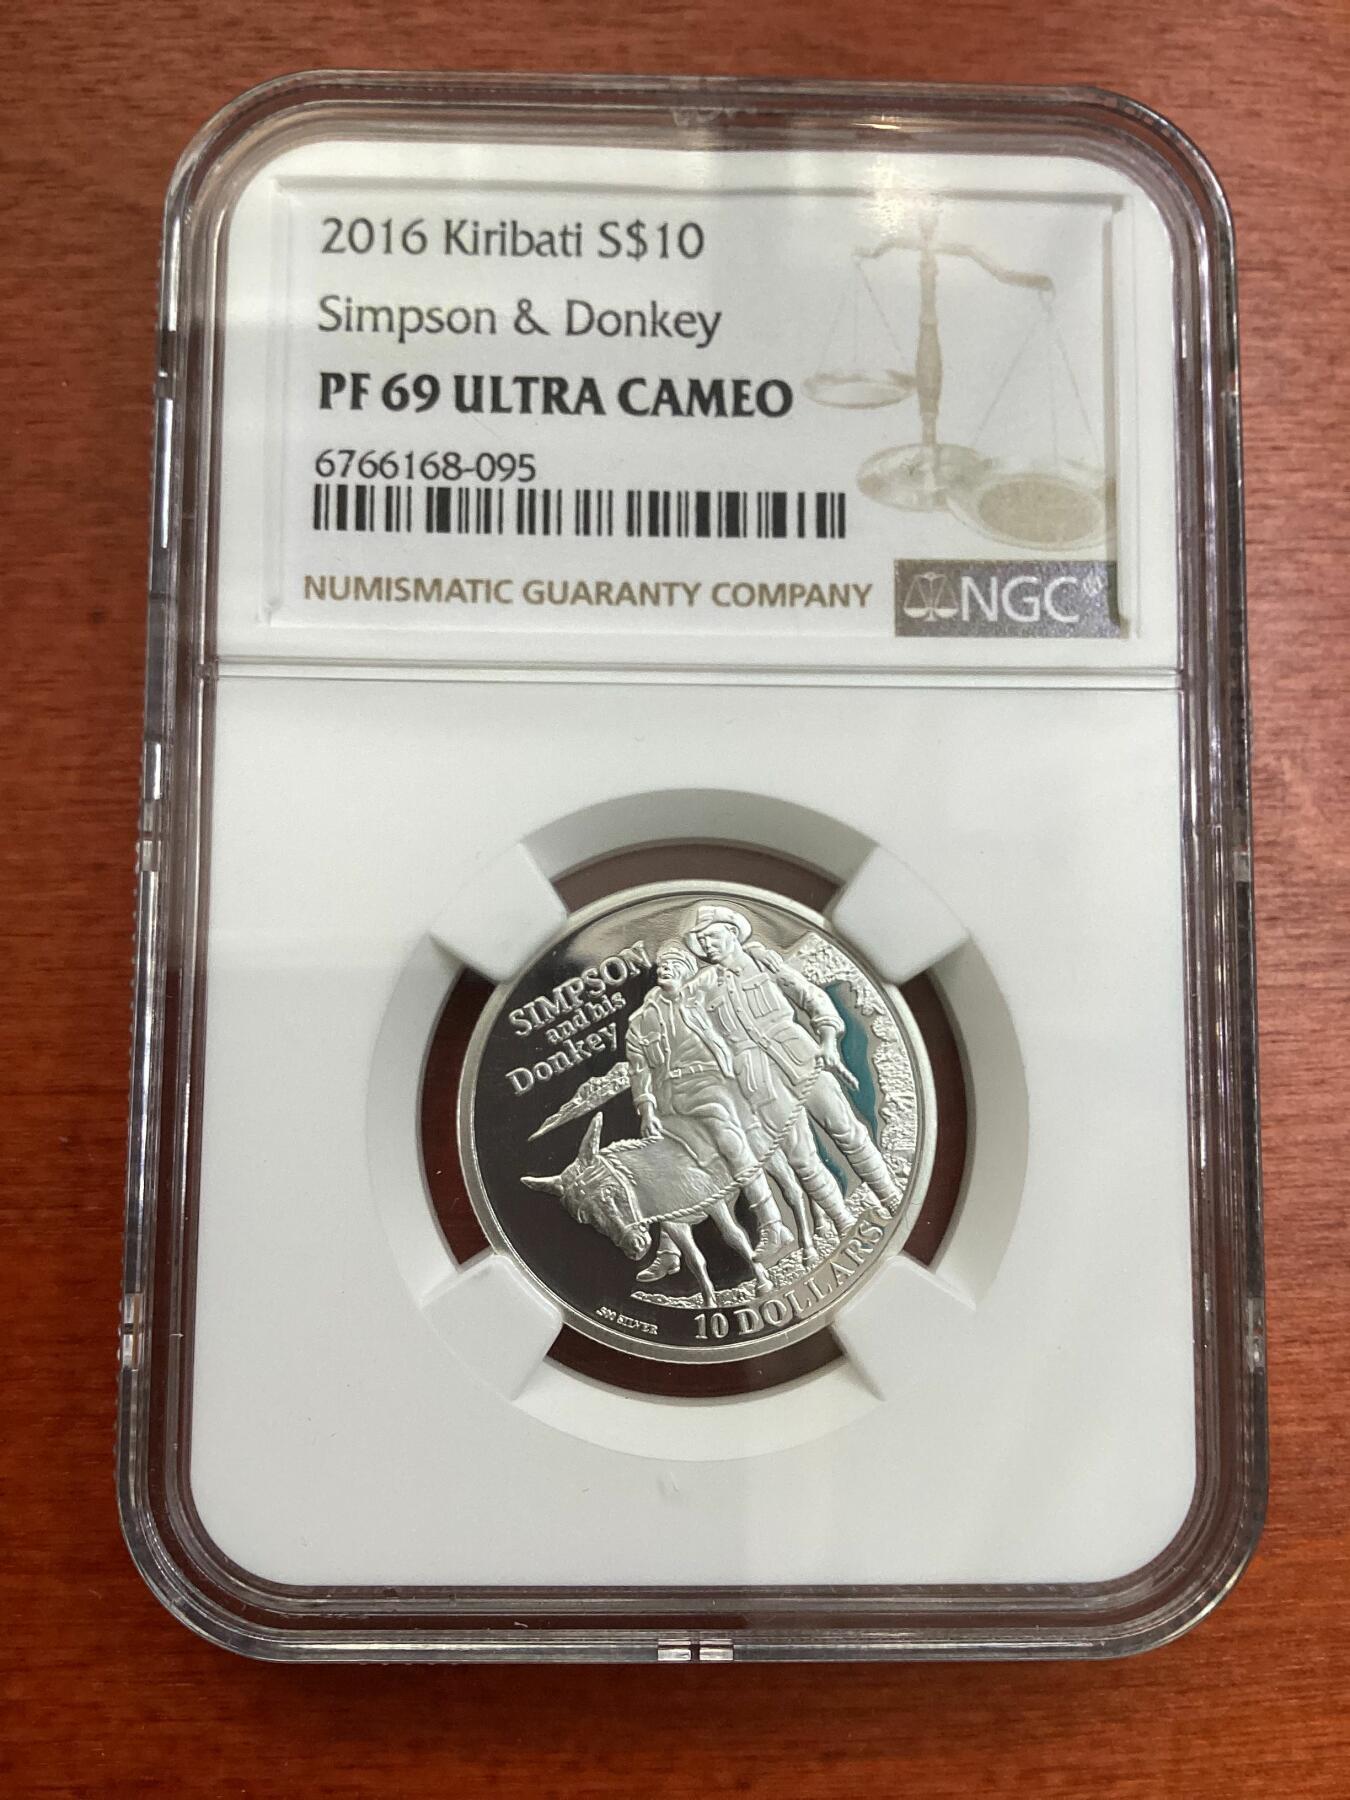 2016 Kiribati S$10
Simpson & Donkey
PF 69 ULTRA CAMEO
6766168-095
NUMISMATIC GUARANTY COMPANY
NGC
SIMPSON
and his
Donkey
10 DOLLARS
SILVER